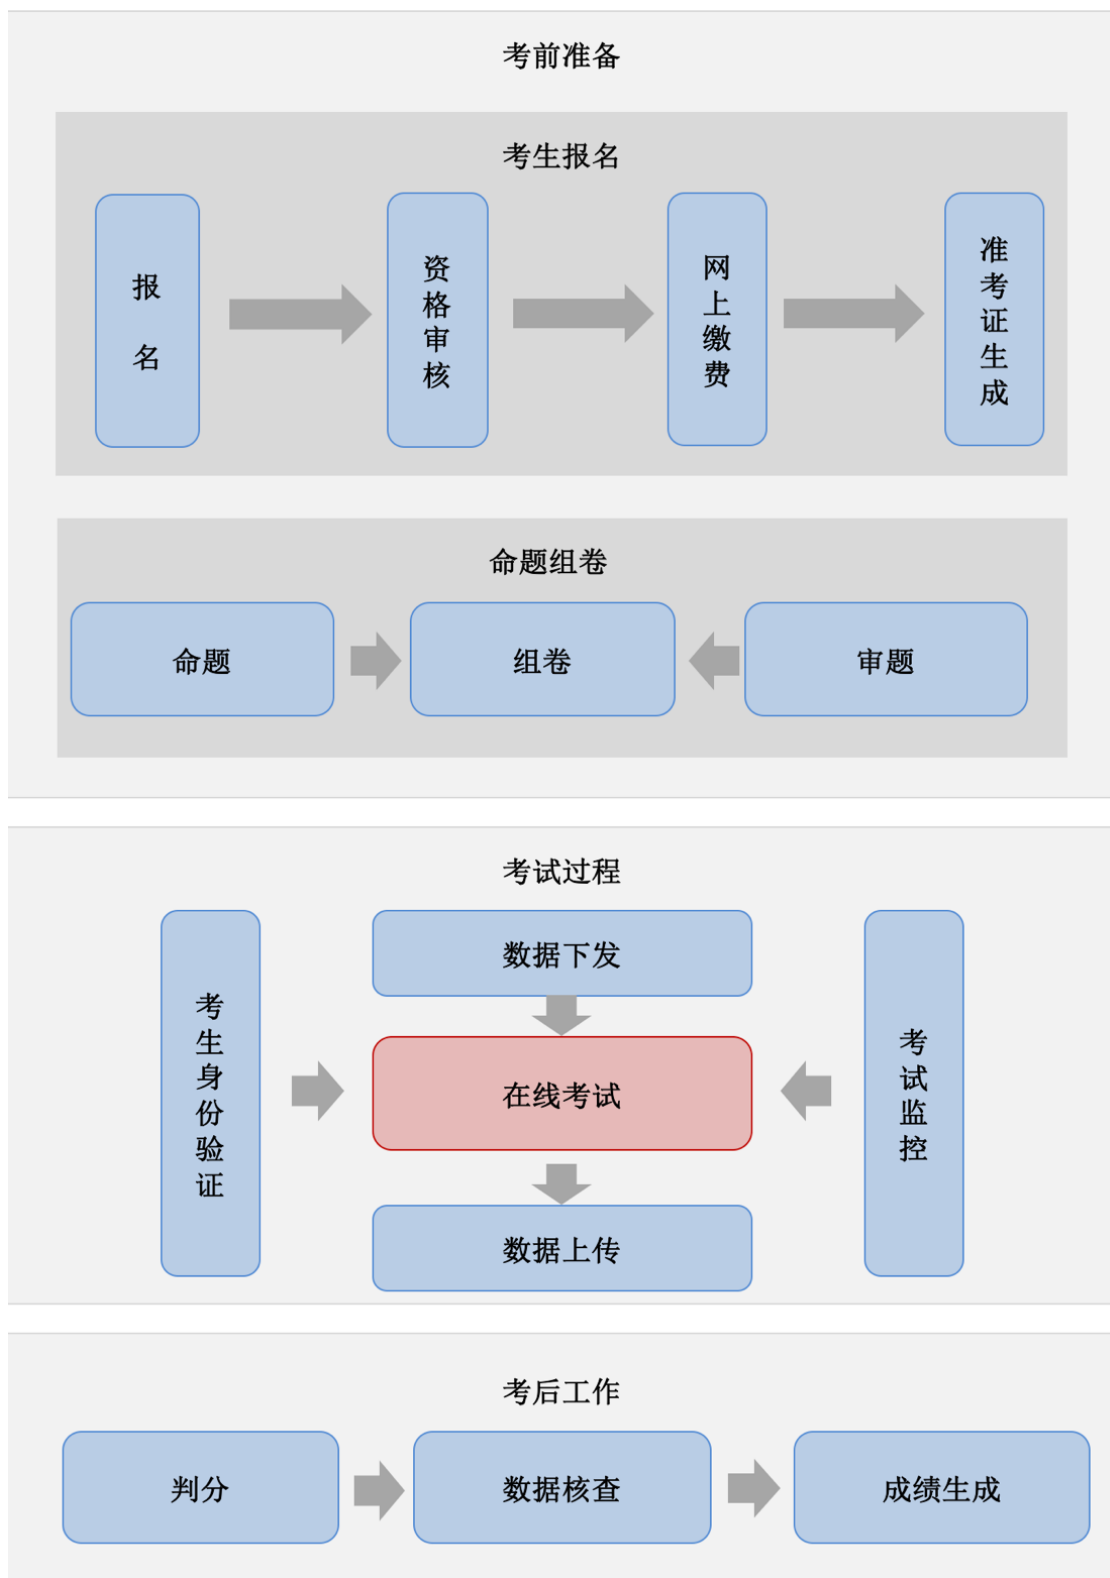 考前准备
考生报名
报名
资格审核
网上缴费
准考证生成
命题组卷
命题
组卷
审题
考试过程
考生身份验证
数据下发
在线考试
数据上传
考试监控
考后工作
判分
数据核查
成绩生成